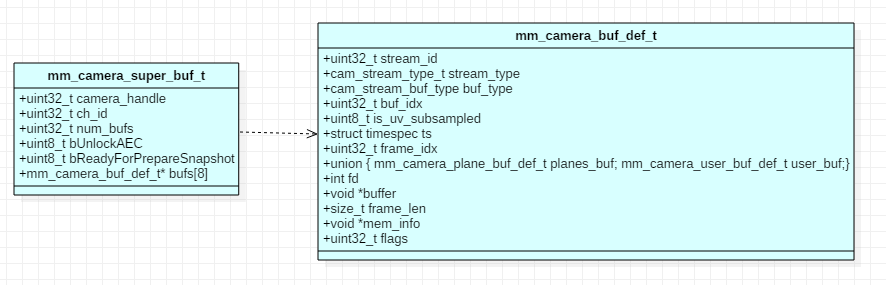 mm_camera_super_buf_t
+uint32_t camera_handle
+uint32_t ch_id
+uint32_t num_bufs
+uint8_t bUnlockAEC
+uint8_t bReadyForPrepareSnapshot
+mm_camera_buf_def_t* bufs[8]
mm_camera_buf_def_t
+uint32_t stream_id
+cam_stream_type_t stream_type
+cam_stream_buf_type buf_type
+uint32_t buf_idx
+uint8_t is_uv_subsampled
+struct timespec ts
+uint32_t frame_idx
+union { mm_camera_plane_buf_def_t planes_buf; mm_camera_user_buf_def_t user_buf;}
+int fd
+void *buffer
+size_t frame_len
+void *mem_info
+uint32_t flags